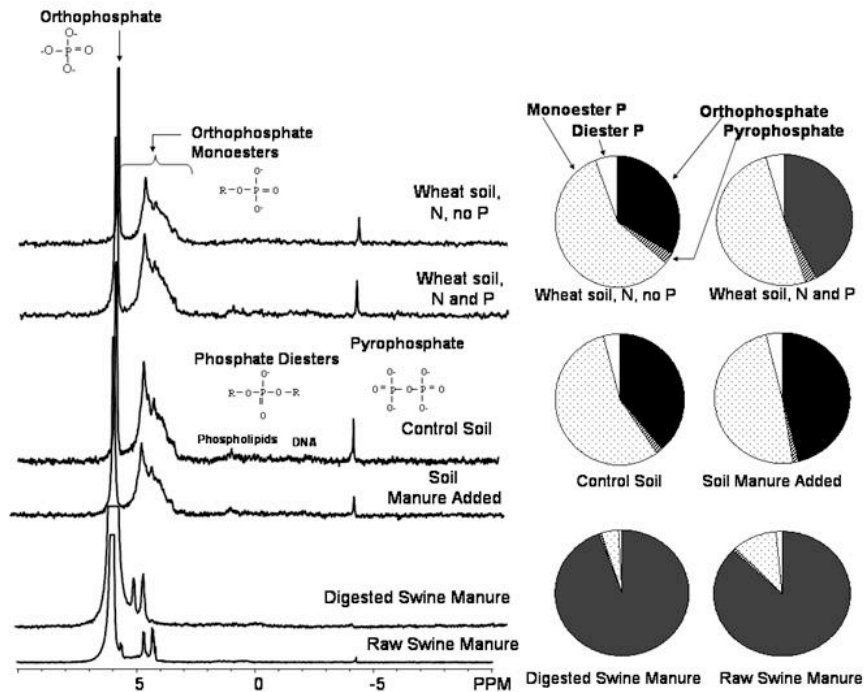 Orthophosphate
O-
-O-P=O
O-
Orthophosphate
Monoesters
O-
R-O-P=O
O-
Wheat soil,
N, no P
Wheat soil,
N and P
Phosphate Diesters
O-
R-O-P-O-R
O
Pyrophosphate
O- O-
O=P-O-P=O
O- O-
Phospholipids DNA
Control Soil
Soil
Manure Added
Digested Swine Manure
Raw Swine Manure
5 0 -5 PPM
Monoester P
Diester P
Orthophosphate
Pyrophosphate
Wheat soil, N, no P
Wheat soil, N and P
Control Soil
Soil Manure Added
Digested Swine Manure
Raw Swine Manure